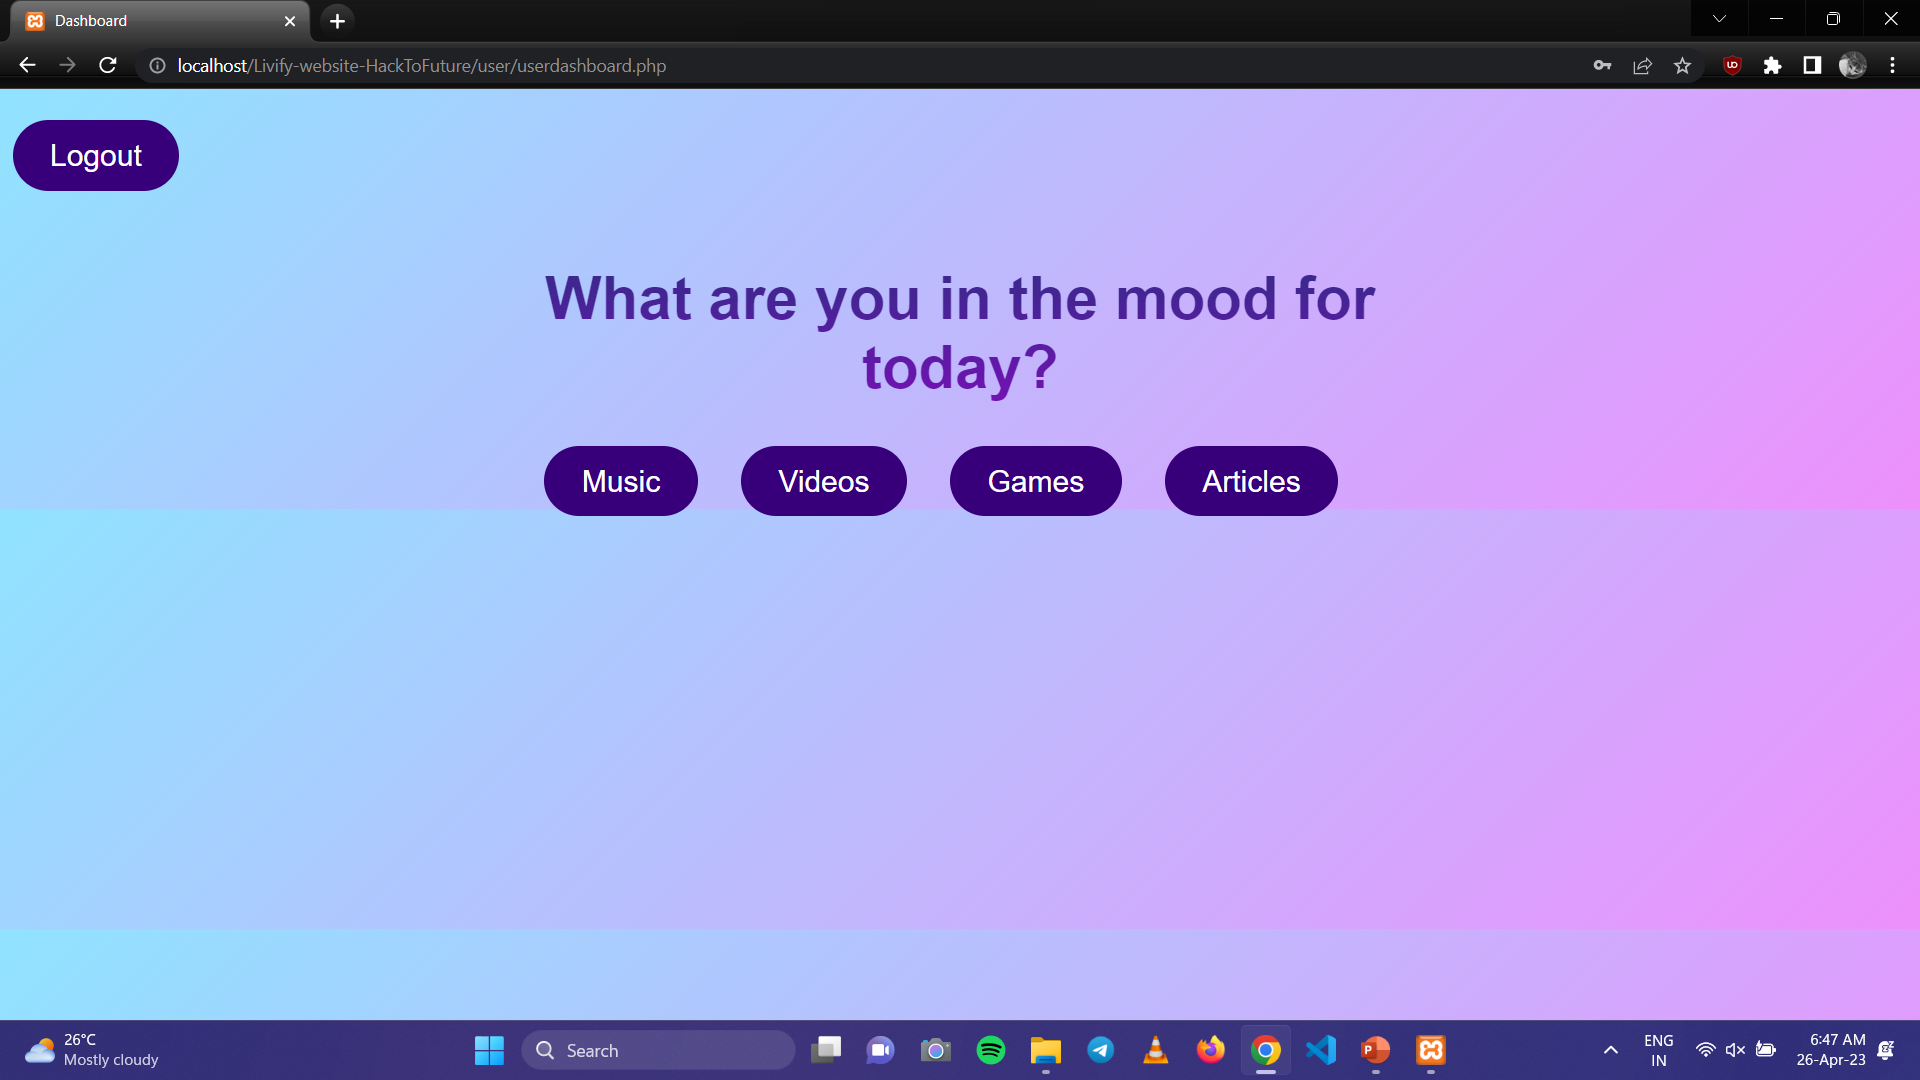 Dashboard
localhost/Livify-website-HackToFuture/user/userdashboard.php
Logout
What are you in the mood for
today?
Music Videos Games Articles
26°C
Mostly cloudy
Search
ENG
IN
6:47 AM
26-Apr-23